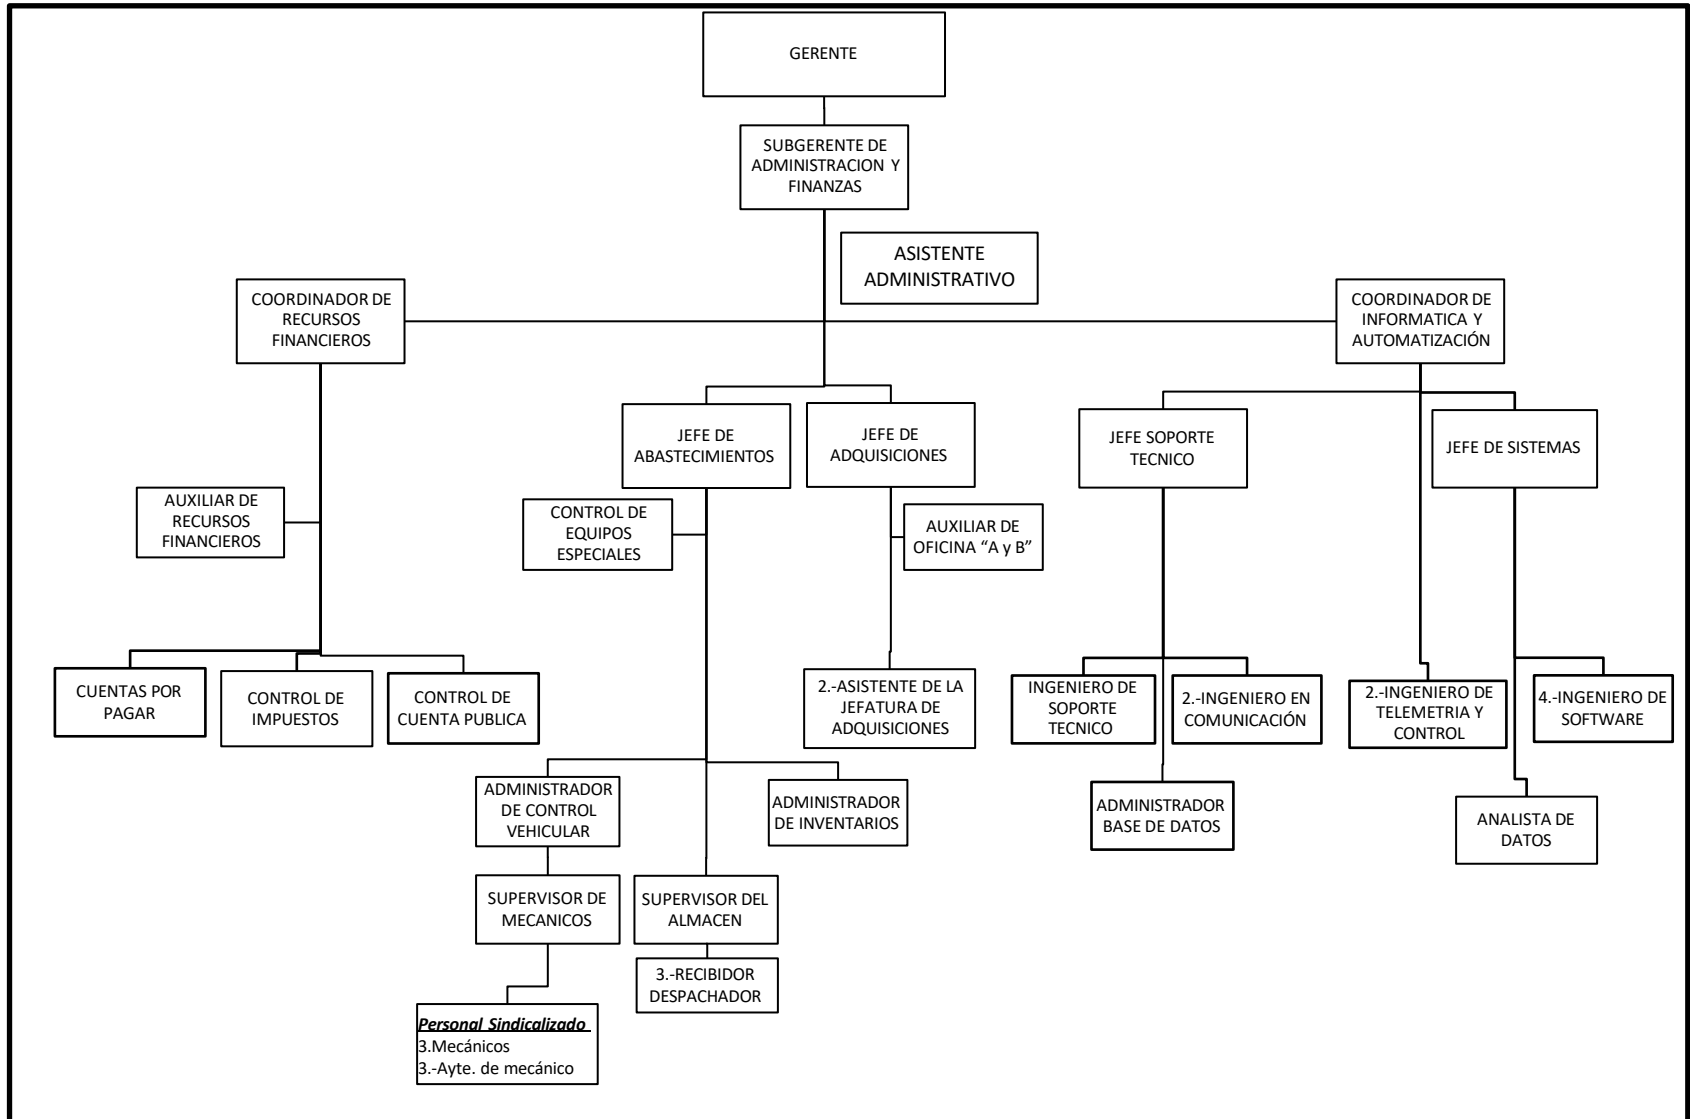 GERENTE
SUBGERENTE DE
ADMINISTRACION Y
FINANZAS
ASISTENTE
ADMINISTRATIVO
COORDINADOR DE
RECURSOS
FINANCIEROS
COORDINADOR DE
INFORMATICA Y
AUTOMATIZACIÓN
JEFE DE
ABASTECIMIENTOS
JEFE DE
ADQUISICIONES
JEFE SOPORTE
TECNICO
JEFE DE SISTEMAS
AUXILIAR DE
RECURSOS
FINANCIEROS
CONTROL DE
EQUIPOS
ESPECIALES
AUXILIAR DE
OFICINA “A y B”
CUENTAS POR
PAGAR
CONTROL DE
IMPUESTOS
CONTROL DE
CUENTA PUBLICA
2.-ASISTENTE DE LA
JEFATURA DE
ADQUISICIONES
INGENIERO DE
SOPORTE
TECNICO
2.-INGENIERO EN
COMUNICACIÓN
2.-INGENIERO DE
TELEMETRIA Y
CONTROL
4.-INGENIERO DE
SOFTWARE
ADMINISTRADOR
DE CONTROL
VEHICULAR
ADMINISTRADOR
DE INVENTARIOS
ADMINISTRADOR
BASE DE DATOS
ANALISTA DE
DATOS
SUPERVISOR DE
MECANICOS
SUPERVISOR DEL
ALMACEN
3.-RECIBIDOR
DESPACHADOR
Personal Sindicalizado
3.Mecánicos
3.-Ayte. de mecánico